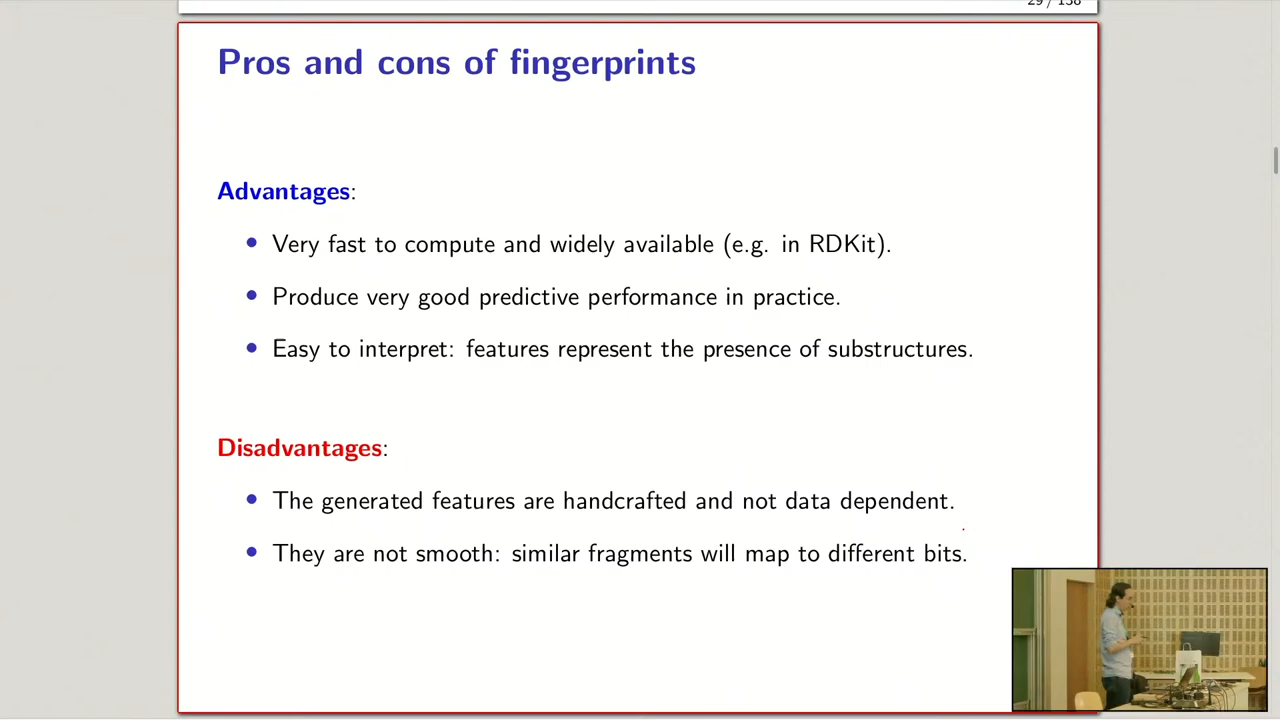 29 / 138
Pros and cons of fingerprints
Advantages:
• Very fast to compute and widely available (e.g. in RDKit).
• Produce very good predictive performance in practice.
• Easy to interpret: features represent the presence of substructures.
Disadvantages:
• The generated features are handcrafted and not data dependent.
• They are not smooth: similar fragments will map to different bits.